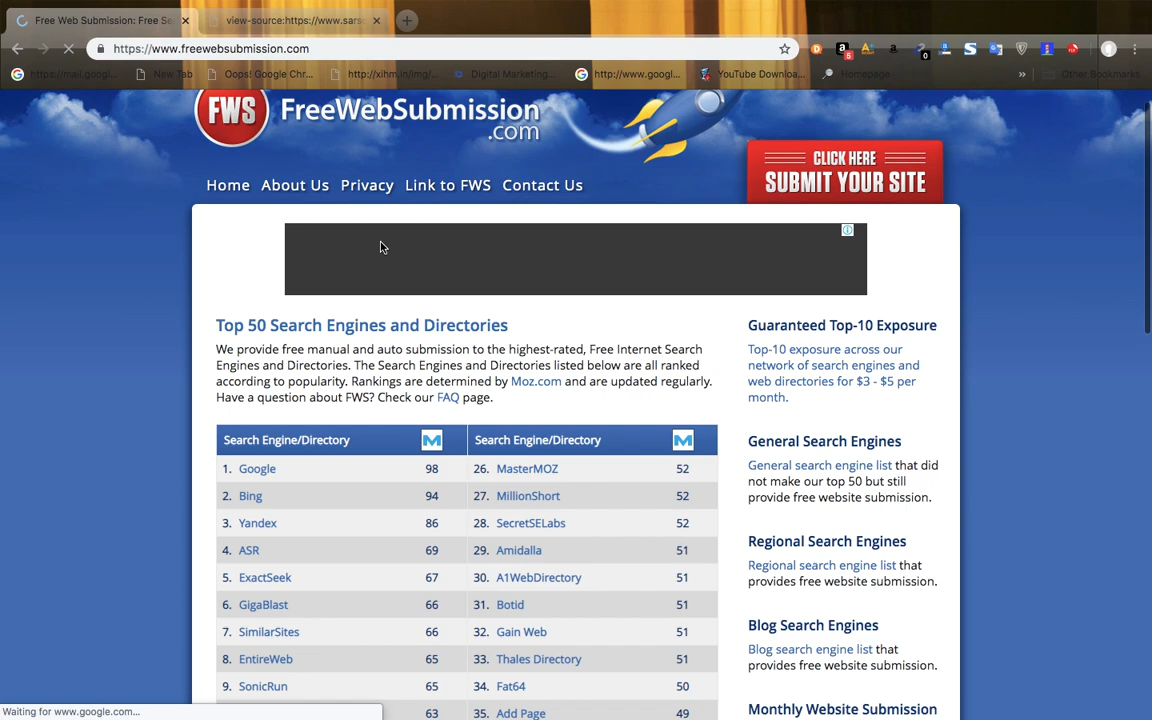 Free Web Submission: Free Se
view-source:https://www.sars
https://www.freewebsubmission.com
5
0
https://mail.googl...
New Tab
Oops! Google Chr...
http://xihm.in/img/...
Digital Marketing...
http://www.googl...
YouTube Downloa...
Homepage
»
Other Bookmarks
FWS
FreeWebSubmission
.com
CLICK HERE
SUBMIT YOUR SITE
Home About Us Privacy Link to FWS Contact Us
Top 50 Search Engines and Directories
We provide free manual and auto submission to the highest-rated, Free Internet Search
Engines and Directories. The Search Engines and Directories listed below are all ranked
according to popularity. Rankings are determined by Moz.com and are updated regularly.
Have a question about FWS? Check our FAQ page.
Search Engine/Directory M Search Engine/Directory M
1. Google 98 26. MasterMOZ 52
2. Bing 94 27. MillionShort 52
3. Yandex 86 28. SecretSELabs 52
4. ASR 69 29. Amidalla 51
5. ExactSeek 67 30. A1WebDirectory 51
6. GigaBlast 66 31. Botid 51
7. SimilarSites 66 32. Gain Web 51
8. EntireWeb 65 33. Thales Directory 51
9. SonicRun 65 34. Fat64 50
63 35. Add Page 49
Guaranteed Top-10 Exposure
Top-10 exposure across our
network of search engines and
web directories for $3 - $5 per
month.
General Search Engines
General search engine list that did
not make our top 50 but still
provide free website submission.
Regional Search Engines
Regional search engine list that
provides free website submission.
Blog Search Engines
Blog search engine list that
provides free website submission.
Monthly Website Submission
Waiting for www.google.com...